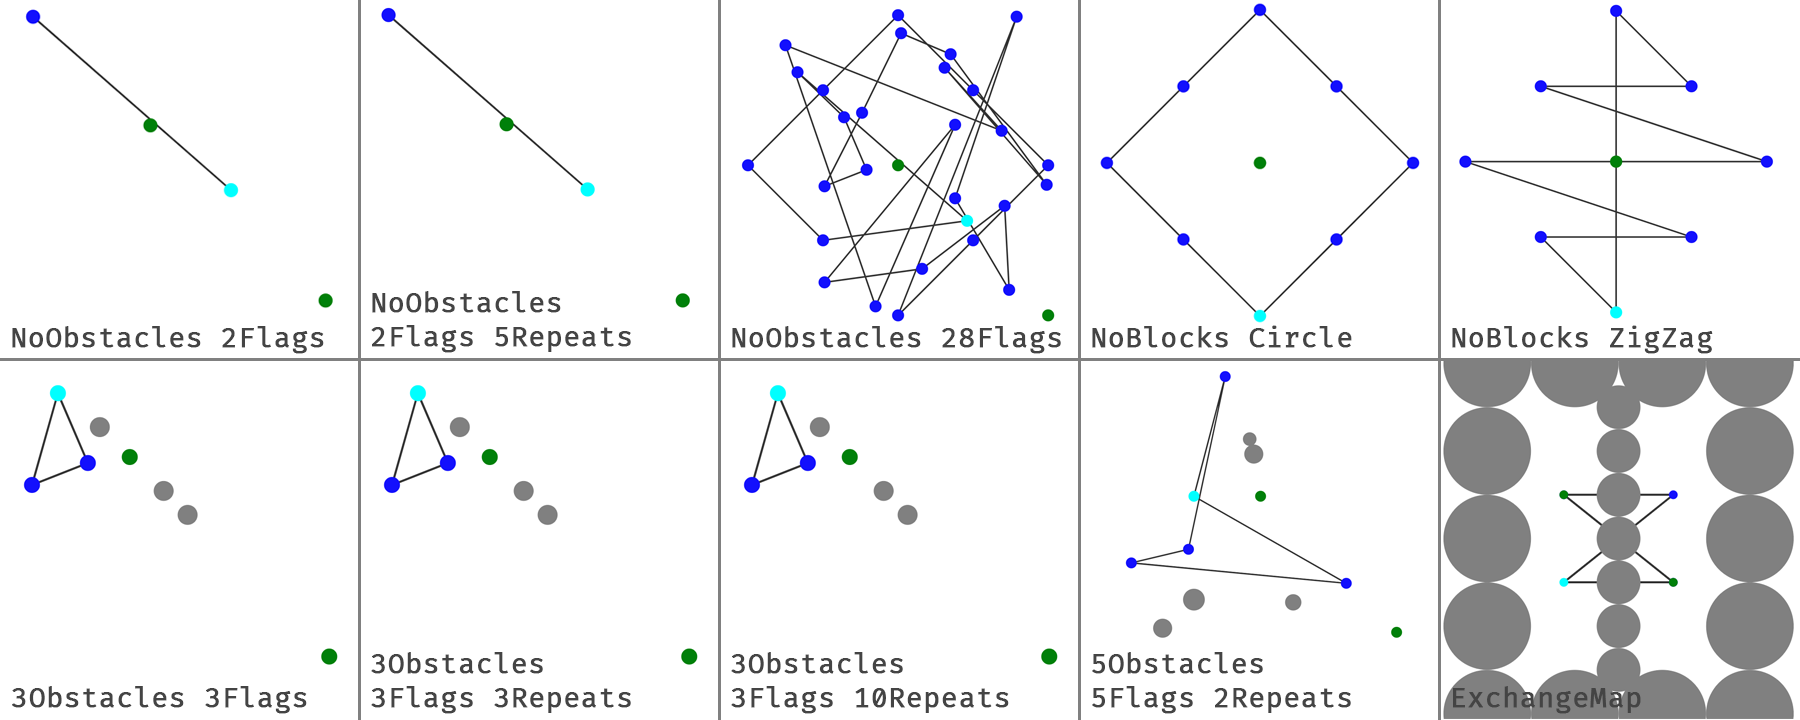 NoObstacles 2Flags
NoObstacles
2Flags 5Repeats
NoObstacles 28Flags
NoBlocks Circle
NoBlocks ZigZag
3Obstacles 3Flags
3Obstacles
3Flags 3Repeats
3Obstacles
3Flags 10Repeats
5Obstacles
5Flags 2Repeats
ExchangeMap